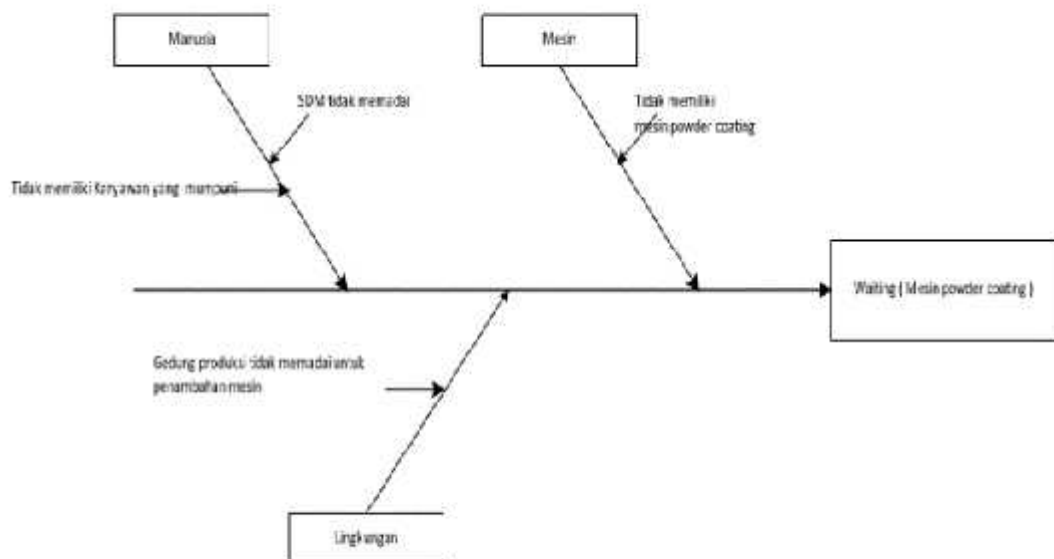 Manusia
Mesin
SDM tidak memadai
Tidak memiliki
mesin powder coating
Tidak memiliki Karyawan yang mumpuni
Waiting ( Mesin powder coating )
Gedung produksi tidak memadai untuk
penambahan mesin
Lingkungan